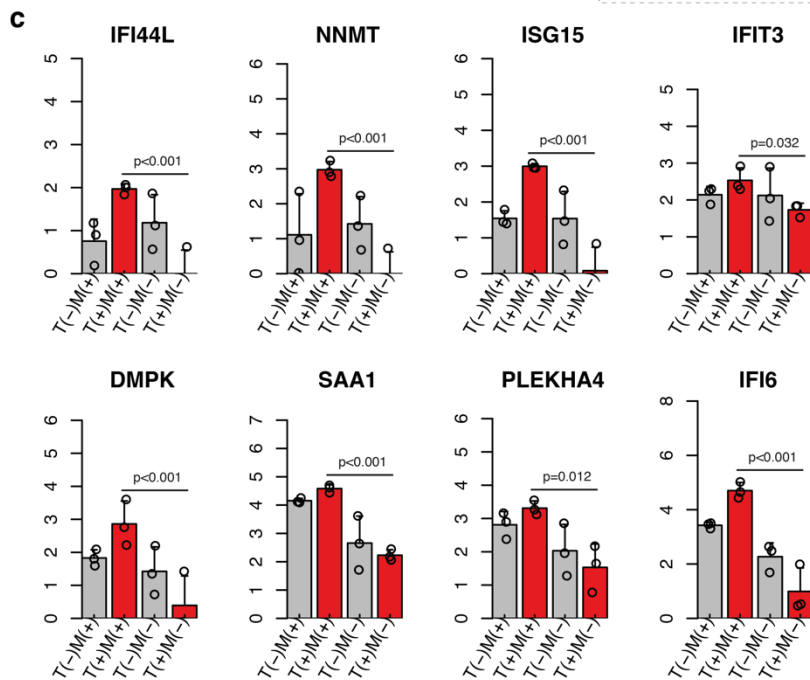 c
IFI44L
NNMT
ISG15
IFIT3
5
4
3
2
1
0
p<0.001
T(−)M(+)
T(+)M(+)
T(−)M(−)
T(+)M(−)
6
5
4
3
2
1
0
p<0.001
T(−)M(+)
T(+)M(+)
T(−)M(−)
T(+)M(−)
6
5
4
3
2
1
0
p<0.001
T(−)M(+)
T(+)M(+)
T(−)M(−)
T(+)M(−)
5
4
3
2
1
0
p=0.032
T(−)M(+)
T(+)M(+)
T(−)M(−)
T(+)M(−)
DMPK
SAA1
PLEKHA4
IFI6
6
5
4
3
2
1
0
p<0.001
T(−)M(+)
T(+)M(+)
T(−)M(−)
T(+)M(−)
7
6
5
4
3
2
1
0
p<0.001
T(−)M(+)
T(+)M(+)
T(−)M(−)
T(+)M(−)
6
5
4
3
2
1
0
p=0.012
T(−)M(+)
T(+)M(+)
T(−)M(−)
T(+)M(−)
8
6
4
2
0
p<0.001
T(−)M(+)
T(+)M(+)
T(−)M(−)
T(+)M(−)